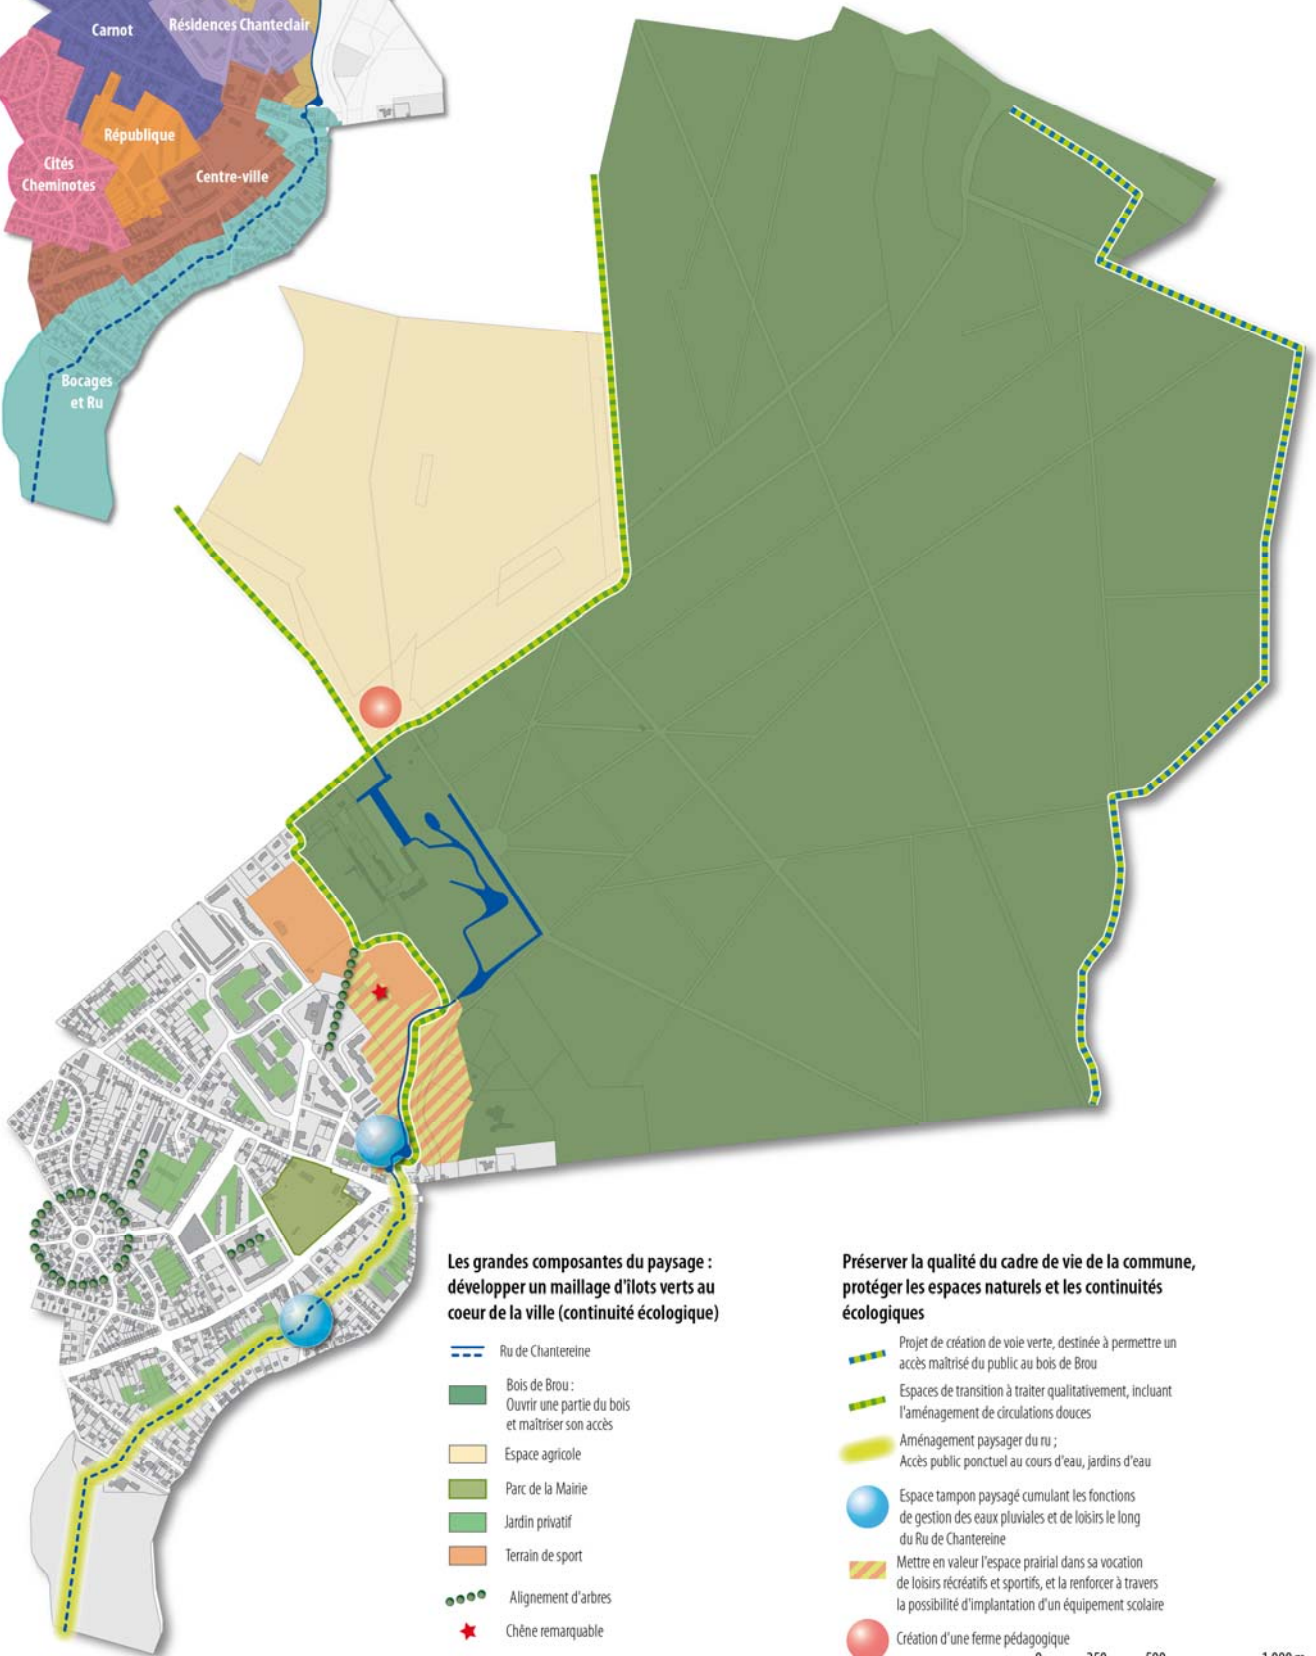 Carnot
Résidences Chanteclair
République
Cités
Cheminotes
Centre-ville
Bocages
et Ru
Les grandes composantes du paysage :
développer un maillage d'îlots verts au
coeur de la ville (continuité écologique)
Ru de Chantereine
Bois de Brou :
Ouvrir une partie du bois
et maîtriser son accès
Espace agricole
Parc de la Mairie
Jardin privatif
Terrain de sport
Alignement d'arbres
Chêne remarquable
Préserver la qualité du cadre de vie de la commune,
protéger les espaces naturels et les continuités
écologiques
Projet de création de voie verte, destinée à permettre un
accès maîtrisé du public au bois de Brou
Espaces de transition à traiter qualitativement, incluant
l'aménagement de circulations douces
Aménagement paysager du ru ;
Accès public ponctuel au cours d'eau, jardins d'eau
Espace tampon paysagé cumulant les fonctions
de gestion des eaux pluviales et de loisirs le long
du Ru de Chantereine
Mettre en valeur l'espace prairial dans sa vocation
de loisirs récréatifs et sportifs, et la renforcer à travers
la possibilité d'implantation d'un équipement scolaire
Création d'une ferme pédagogique